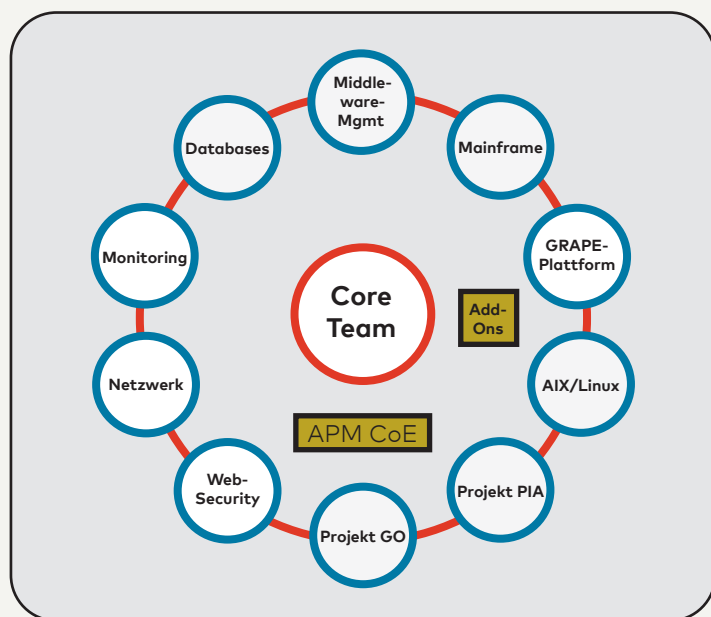 Middle-
ware-
Mgmt
Databases
Mainframe
Monitoring
GRAPE-
Plattform
Core
Team
Add-
Ons
Netzwerk
AIX/Linux
APM CoE
Web-
Security
Projekt PIA
Projekt GO